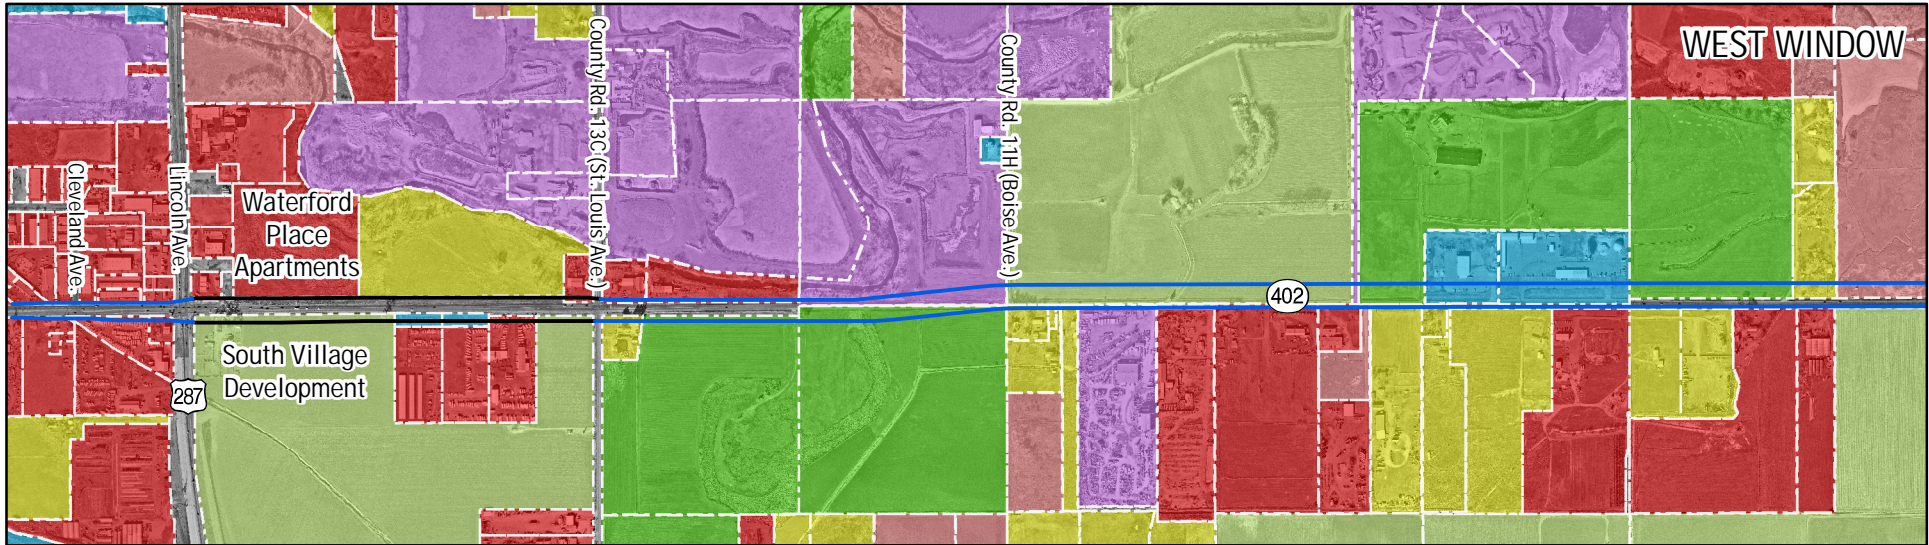 WEST WINDOW
Cleveland Ave.
Lincoln Ave.
Waterford
Place
Apartments
County Rd. 13C (St. Louis Ave.)
County Rd. 11H (Boise Ave.)
402
South Village
Development
287